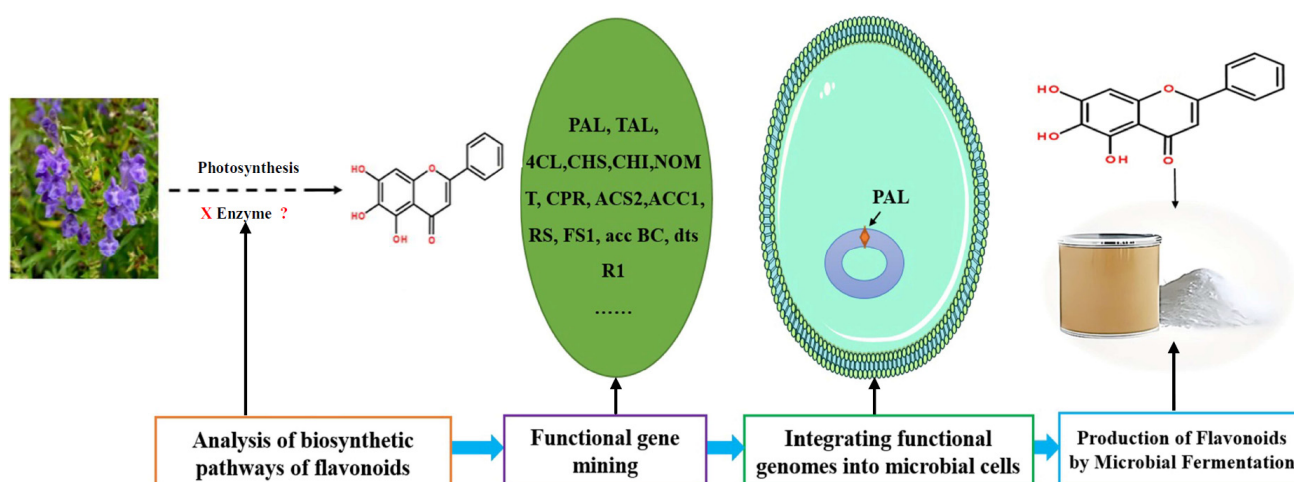 Photosynthesis
X Enzyme ?
HO
HO
OH
O
O
PAL, TAL,
4CL,CHS,CHI,NOM
T, CPR, ACS2,ACC1,
RS, FS1, acc BC, dts
R1
......
PAL
HO
HO
OH
O
O
Analysis of biosynthetic
pathways of flavonoids
Functional gene
mining
Integrating functional
genomes into microbial cells
Production of Flavonoids
by Microbial Fermentation